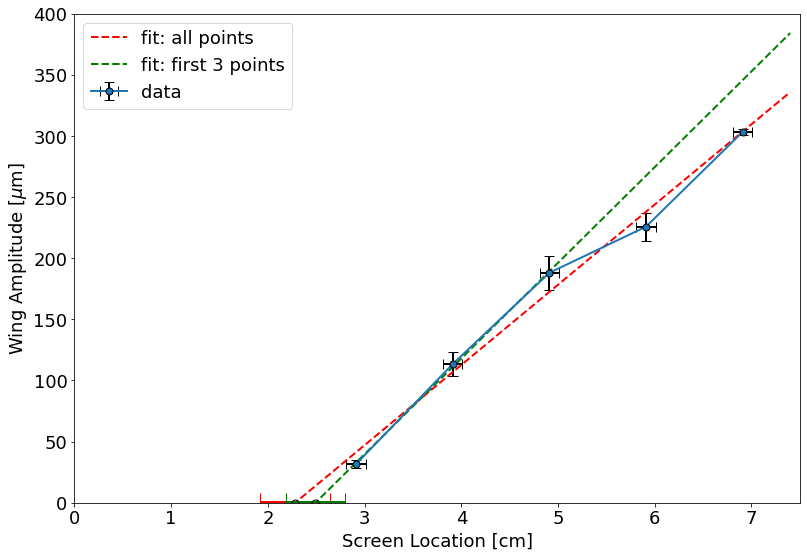 fit: all points
fit: first 3 points
data
Wing Amplitude [μm]
400
350
300
250
200
150
100
50
0
0 1 2 3 4 5 6 7
Screen Location [cm]